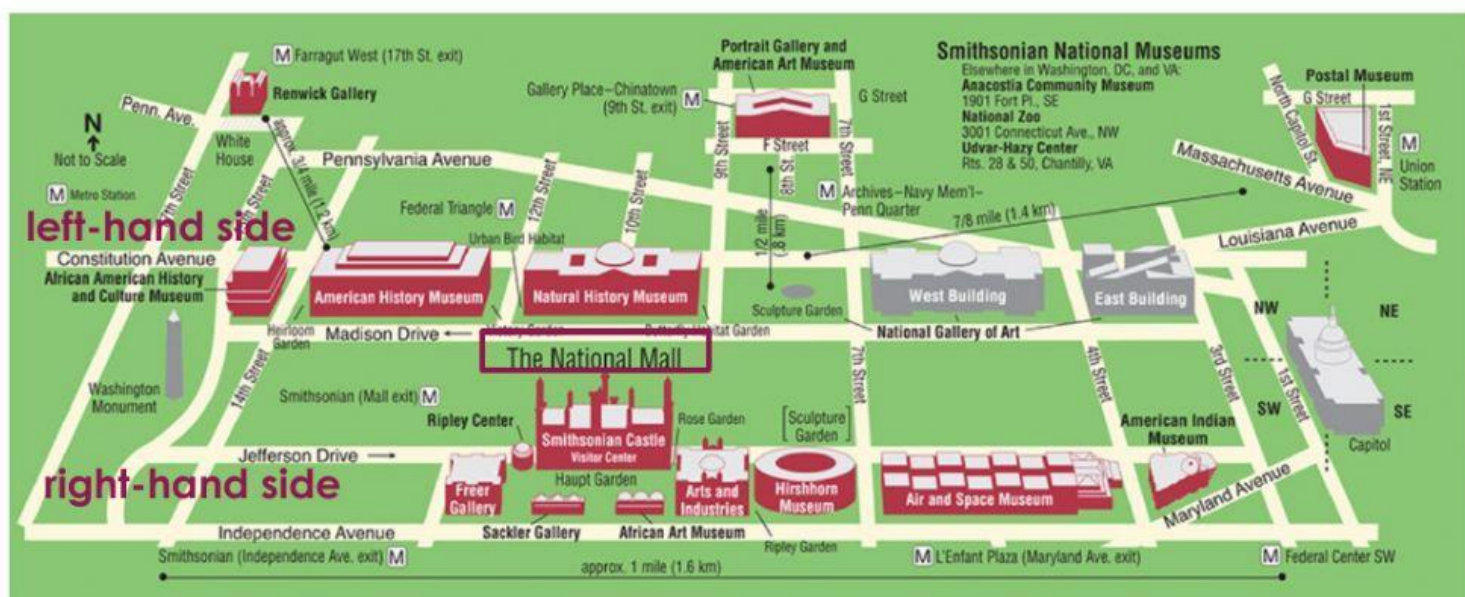 Farragut West (17th St. exit)
M
Renwick Gallery
Penn. Ave.
N
Not to Scale
White
House
approx. 3/4 mile (1.2 km)
M Metro Station
Pennsylvania Avenue
Portrait Gallery and
American Art Museum
Gallery Place–Chinatown
(9th St. exit)
M
G Street
F Street
9th Street
8th St.
7th Street
Smithsonian National Museums
Elsewhere in Washington, DC, and VA:
Anacostia Community Museum
1901 Fort Pl., SE
National Zoo
3001 Connecticut Ave., NW
Udvar-Hazy Center
Rts. 28 & 50, Chantilly, VA
Postal Museum
G Street
North Capitol St.
1st Street, NE
M
Union
Station
Massachusetts Avenue
Louisiana Avenue
Federal Triangle M
12th Street
10th Street
Urban Bird Habitat
M Archives–Navy Mem'l–
Penn Quarter
1/2 mile
(.8 km)
7/8 mile (1.4 km)
left-hand side
Constitution Avenue
African American History
and Culture Museum
American History Museum
Natural History Museum
Sculpture Garden
West Building
East Building
National Gallery of Art
Heirloom
Garden
Victory Garden
Butterfly Habitat Garden
Madison Drive
The National Mall
NW
NE
SW
SE
Capitol
Washington
Monument
14th Street
7th Street
4th Street
3rd Street
1st Street
Smithsonian (Mall exit) M
Ripley Center
Smithsonian Castle
Visitor Center
Rose Garden
[Sculpture
Garden]
American Indian
Museum
Jefferson Drive
right-hand side
Freer
Gallery
Haupt Garden
Arts and
Industries
Hirshhorn
Museum
Air and Space Museum
Maryland Avenue
Independence Avenue
Sackler Gallery
African Art Museum
Ripley Garden
Smithsonian (Independence Ave. exit) M
M L'Enfant Plaza (Maryland Ave. exit)
M Federal Center SW
approx. 1 mile (1.6 km)